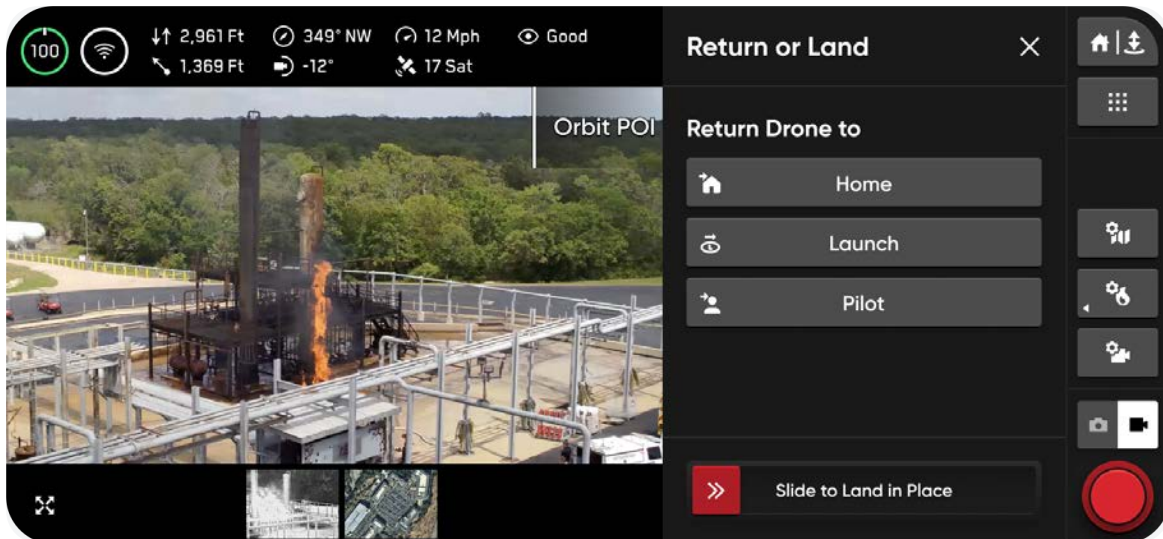 100
2,961 Ft
349° NW
12 Mph
Good
1,369 Ft
-12°
17 Sat
Orbit POI
Return or Land
Return Drone to
Home
Launch
Pilot
Slide to Land in Place